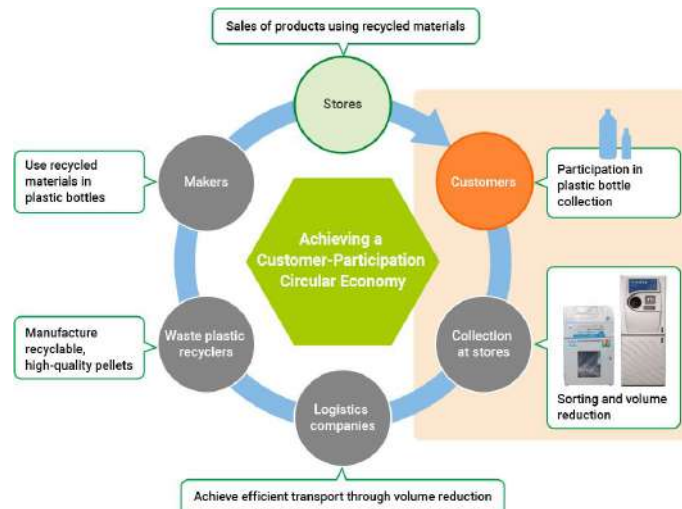 Sales of products using recycled materials
Stores
Makers
Use recycled
materials in
plastic bottles
Customers
Participation in
plastic bottle
collection
Achieving a
Customer-Participation
Circular Economy
Waste plastic
recyclers
Manufacture
recyclable,
high-quality pellets
Collection
at stores
Sorting and volume
reduction
Logistics
companies
Achieve efficient transport through volume reduction